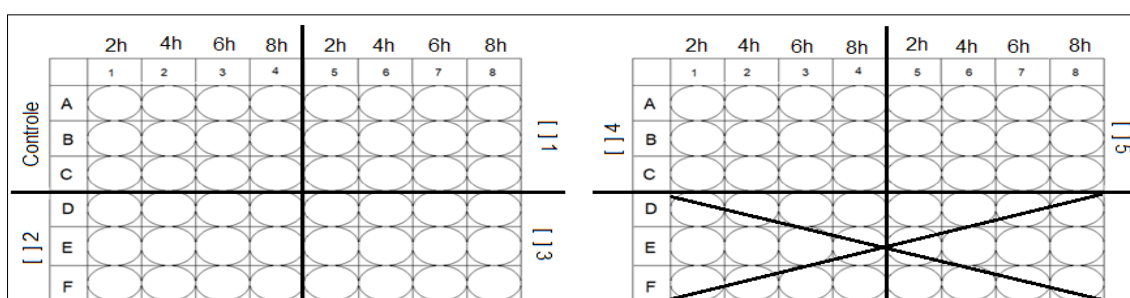 2h 4h 6h 8h 2h 4h 6h 8h
1 2 3 4 5 6 7 8
A
B
C
D
E
F
Controle
[ ] 1
[ ] 2
[ ] 3
2h 4h 6h 8h 2h 4h 6h 8h
1 2 3 4 5 6 7 8
A
B
C
D
E
F
[ ] 4
[ ] 5